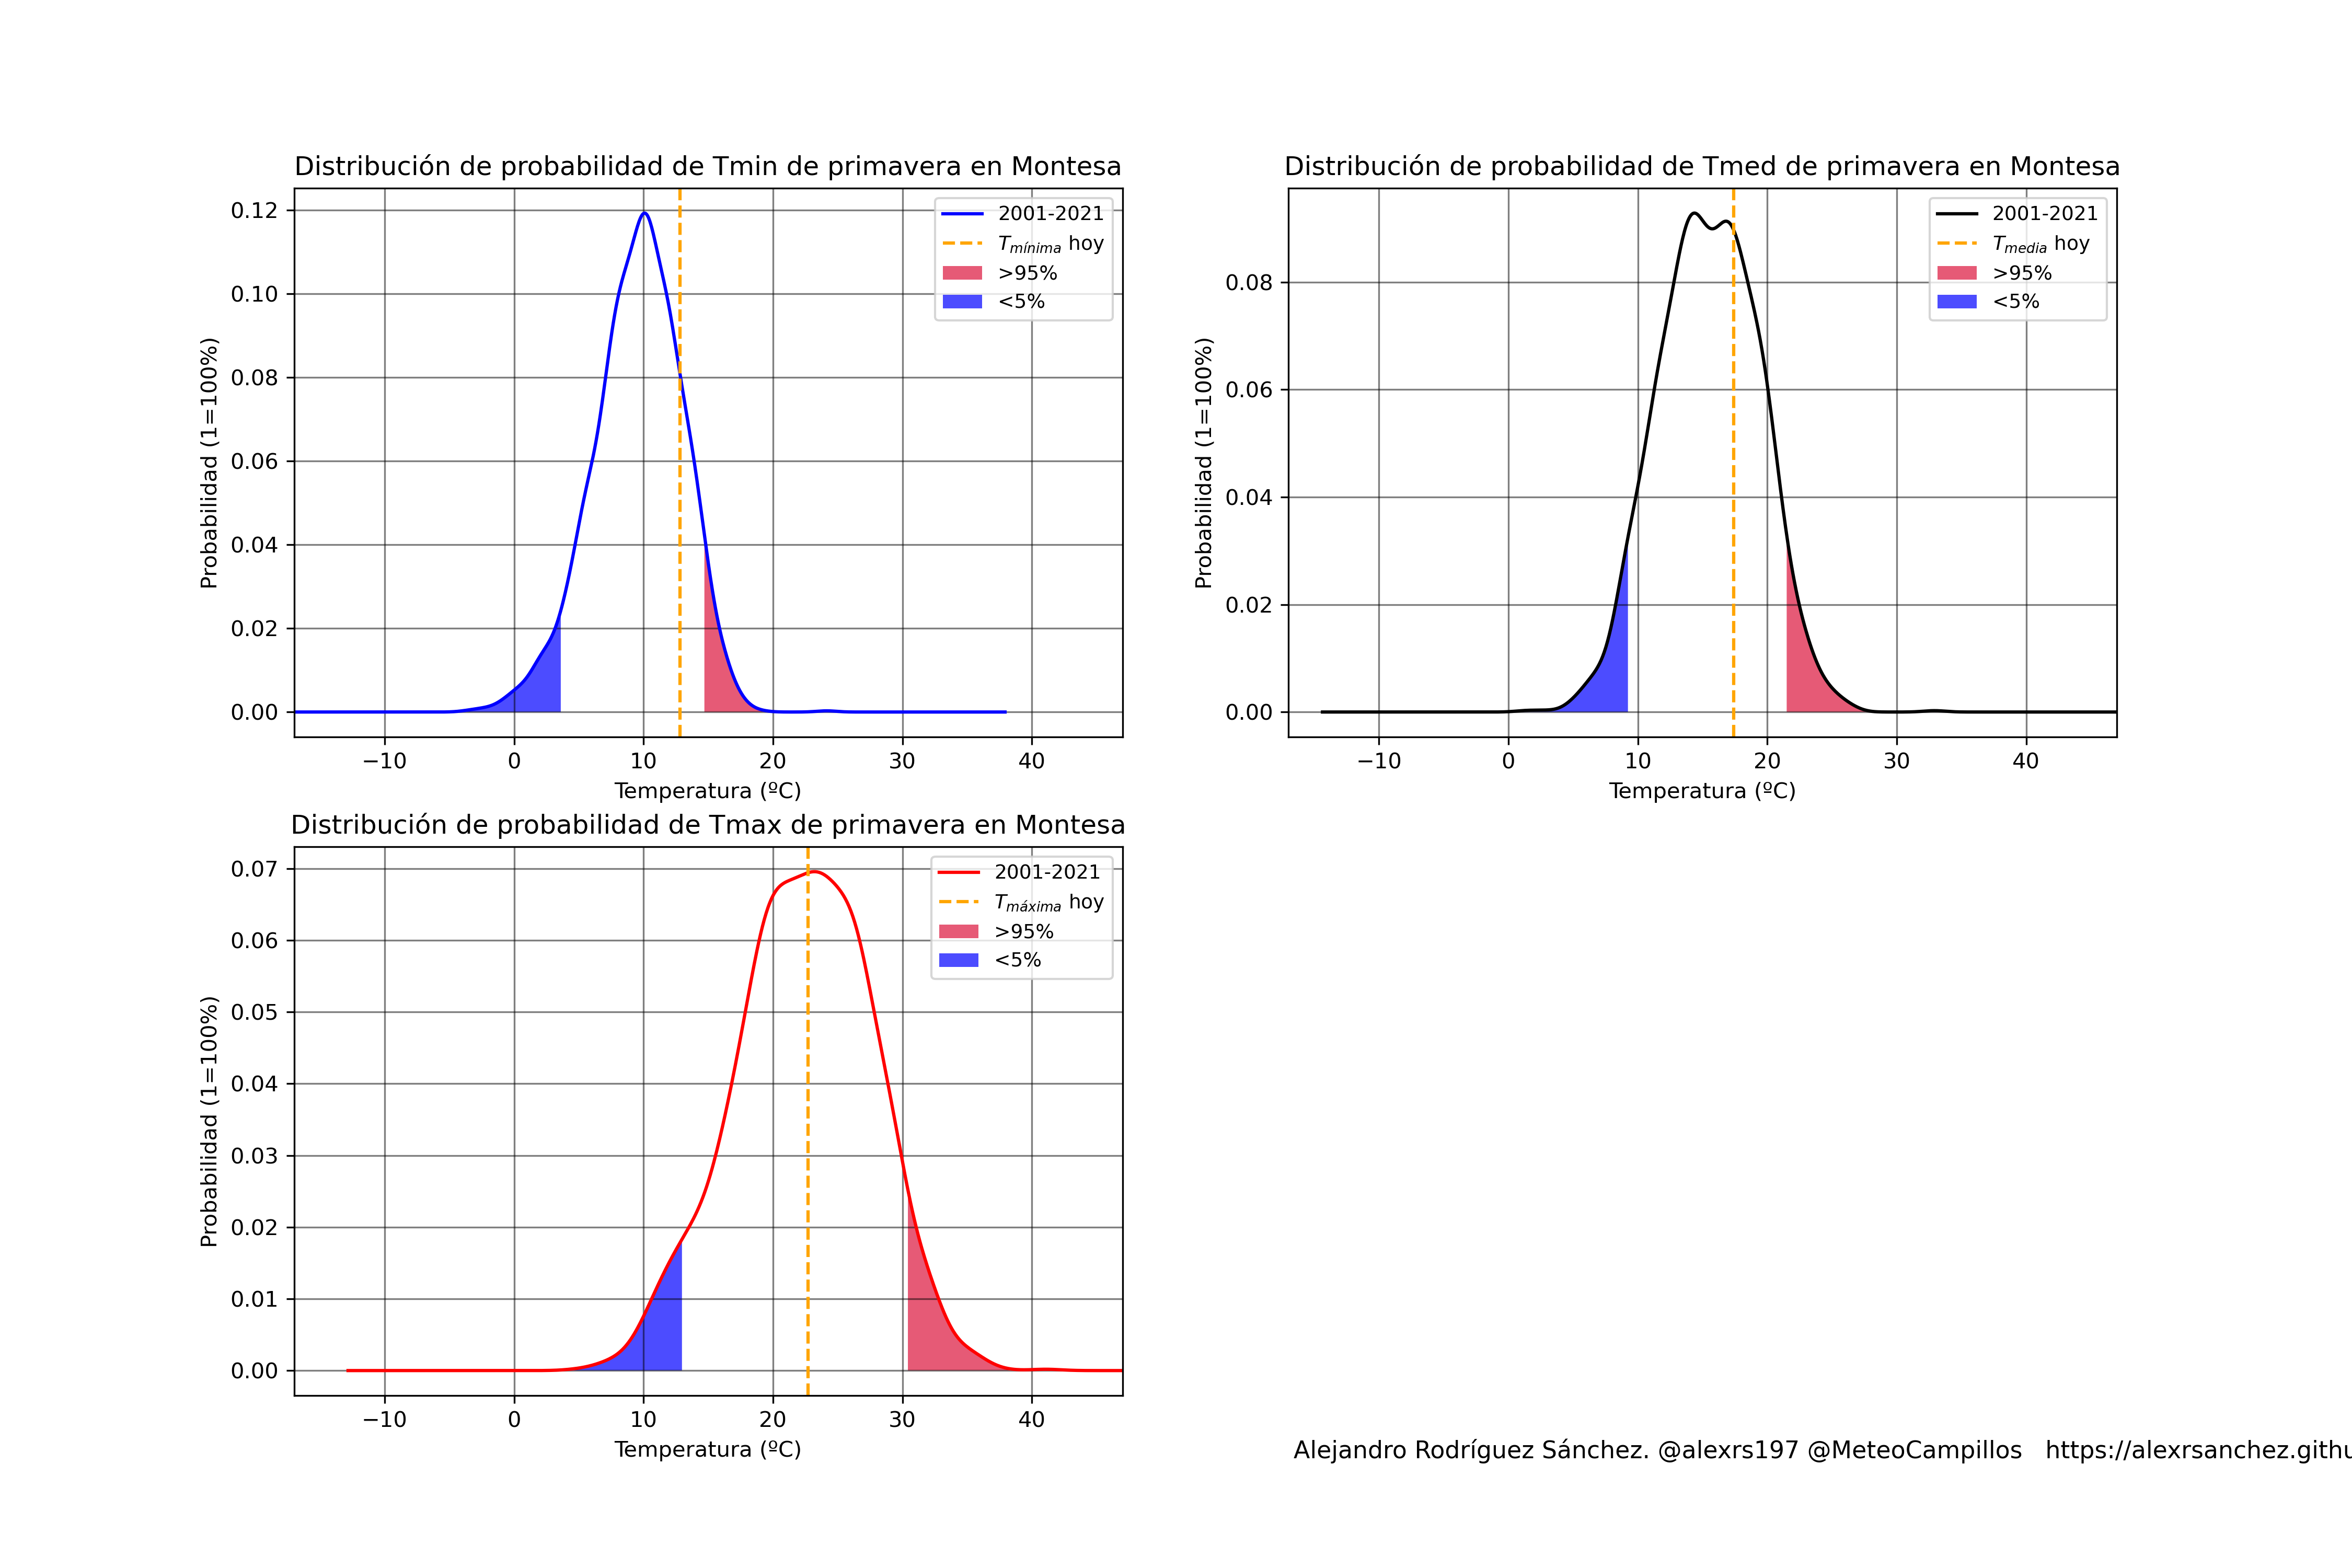 Distribución de probabilidad de Tmin de primavera en Montesa
0.12
0.10
0.08
0.06
0.04
0.02
0.00
Probabilidad (1=100%)
−10 0 10 20 30 40
Temperatura (ºC)
2001-2021
Tmínima hoy
>95%
<5%
Distribución de probabilidad de Tmed de primavera en Montesa
0.08
0.06
0.04
0.02
0.00
Probabilidad (1=100%)
−10 0 10 20 30 40
Temperatura (ºC)
2001-2021
Tmedia hoy
>95%
<5%
Distribución de probabilidad de Tmax de primavera en Montesa
0.07
0.06
0.05
0.04
0.03
0.02
0.01
0.00
Probabilidad (1=100%)
−10 0 10 20 30 40
Temperatura (ºC)
2001-2021
Tmáxima hoy
>95%
<5%
Alejandro Rodríguez Sánchez. @alexrs197 @MeteoCampillos https://alexrsanchez.githu